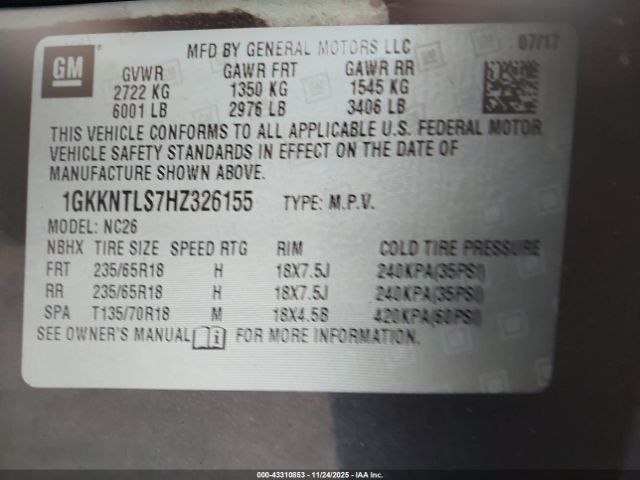 GM
MFD BY GENERAL MOTORS LLC 07/17
GVWR GAWR FRT GAWR RR
2722 KG 1350 KG 1545 KG
6001 LB 2976 LB 3406 LB
THIS VEHICLE CONFORMS TO ALL APPLICABLE U.S. FEDERAL MOTOR
VEHICLE SAFETY STANDARDS IN EFFECT ON THE DATE OF
MANUFACTURE SHOWN ABOVE.
1GKKNTLS7HZ326155 TYPE: M.P.V.
MODEL: NC26
NBHX TIRE SIZE SPEED RTG RIM COLD TIRE PRESSURE
FRT 235/65R18 H 18X7.5J 240KPA(35PSI)
RR 235/65R18 H 18X7.5J 240KPA(35PSI)
SPA T135/70R18 M 18X4.5B 420KPA(60PSI)
SEE OWNER'S MANUAL i FOR MORE INFORMATION.
000-43310853 - 11/24/2025 - IAAI.COM